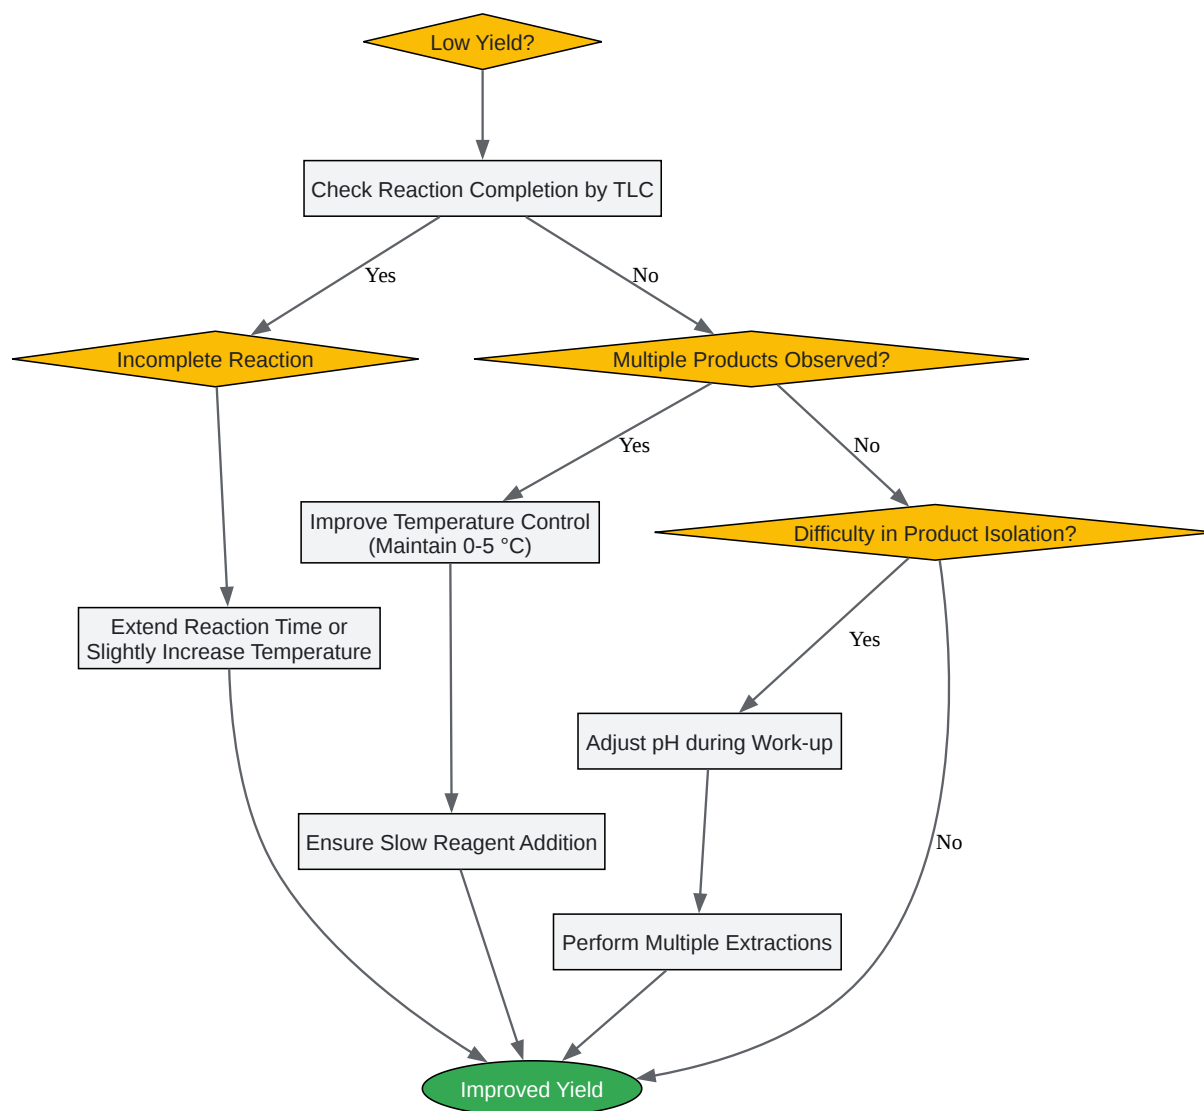 Low Yield?
Check Reaction Completion by TLC
Yes
No
Incomplete Reaction
Multiple Products Observed?
Yes
No
Improve Temperature Control
(Maintain 0-5 °C)
Difficulty in Product Isolation?
Extend Reaction Time or
Slightly Increase Temperature
Yes
Adjust pH during Work-up
Ensure Slow Reagent Addition
No
Perform Multiple Extractions
Improved Yield